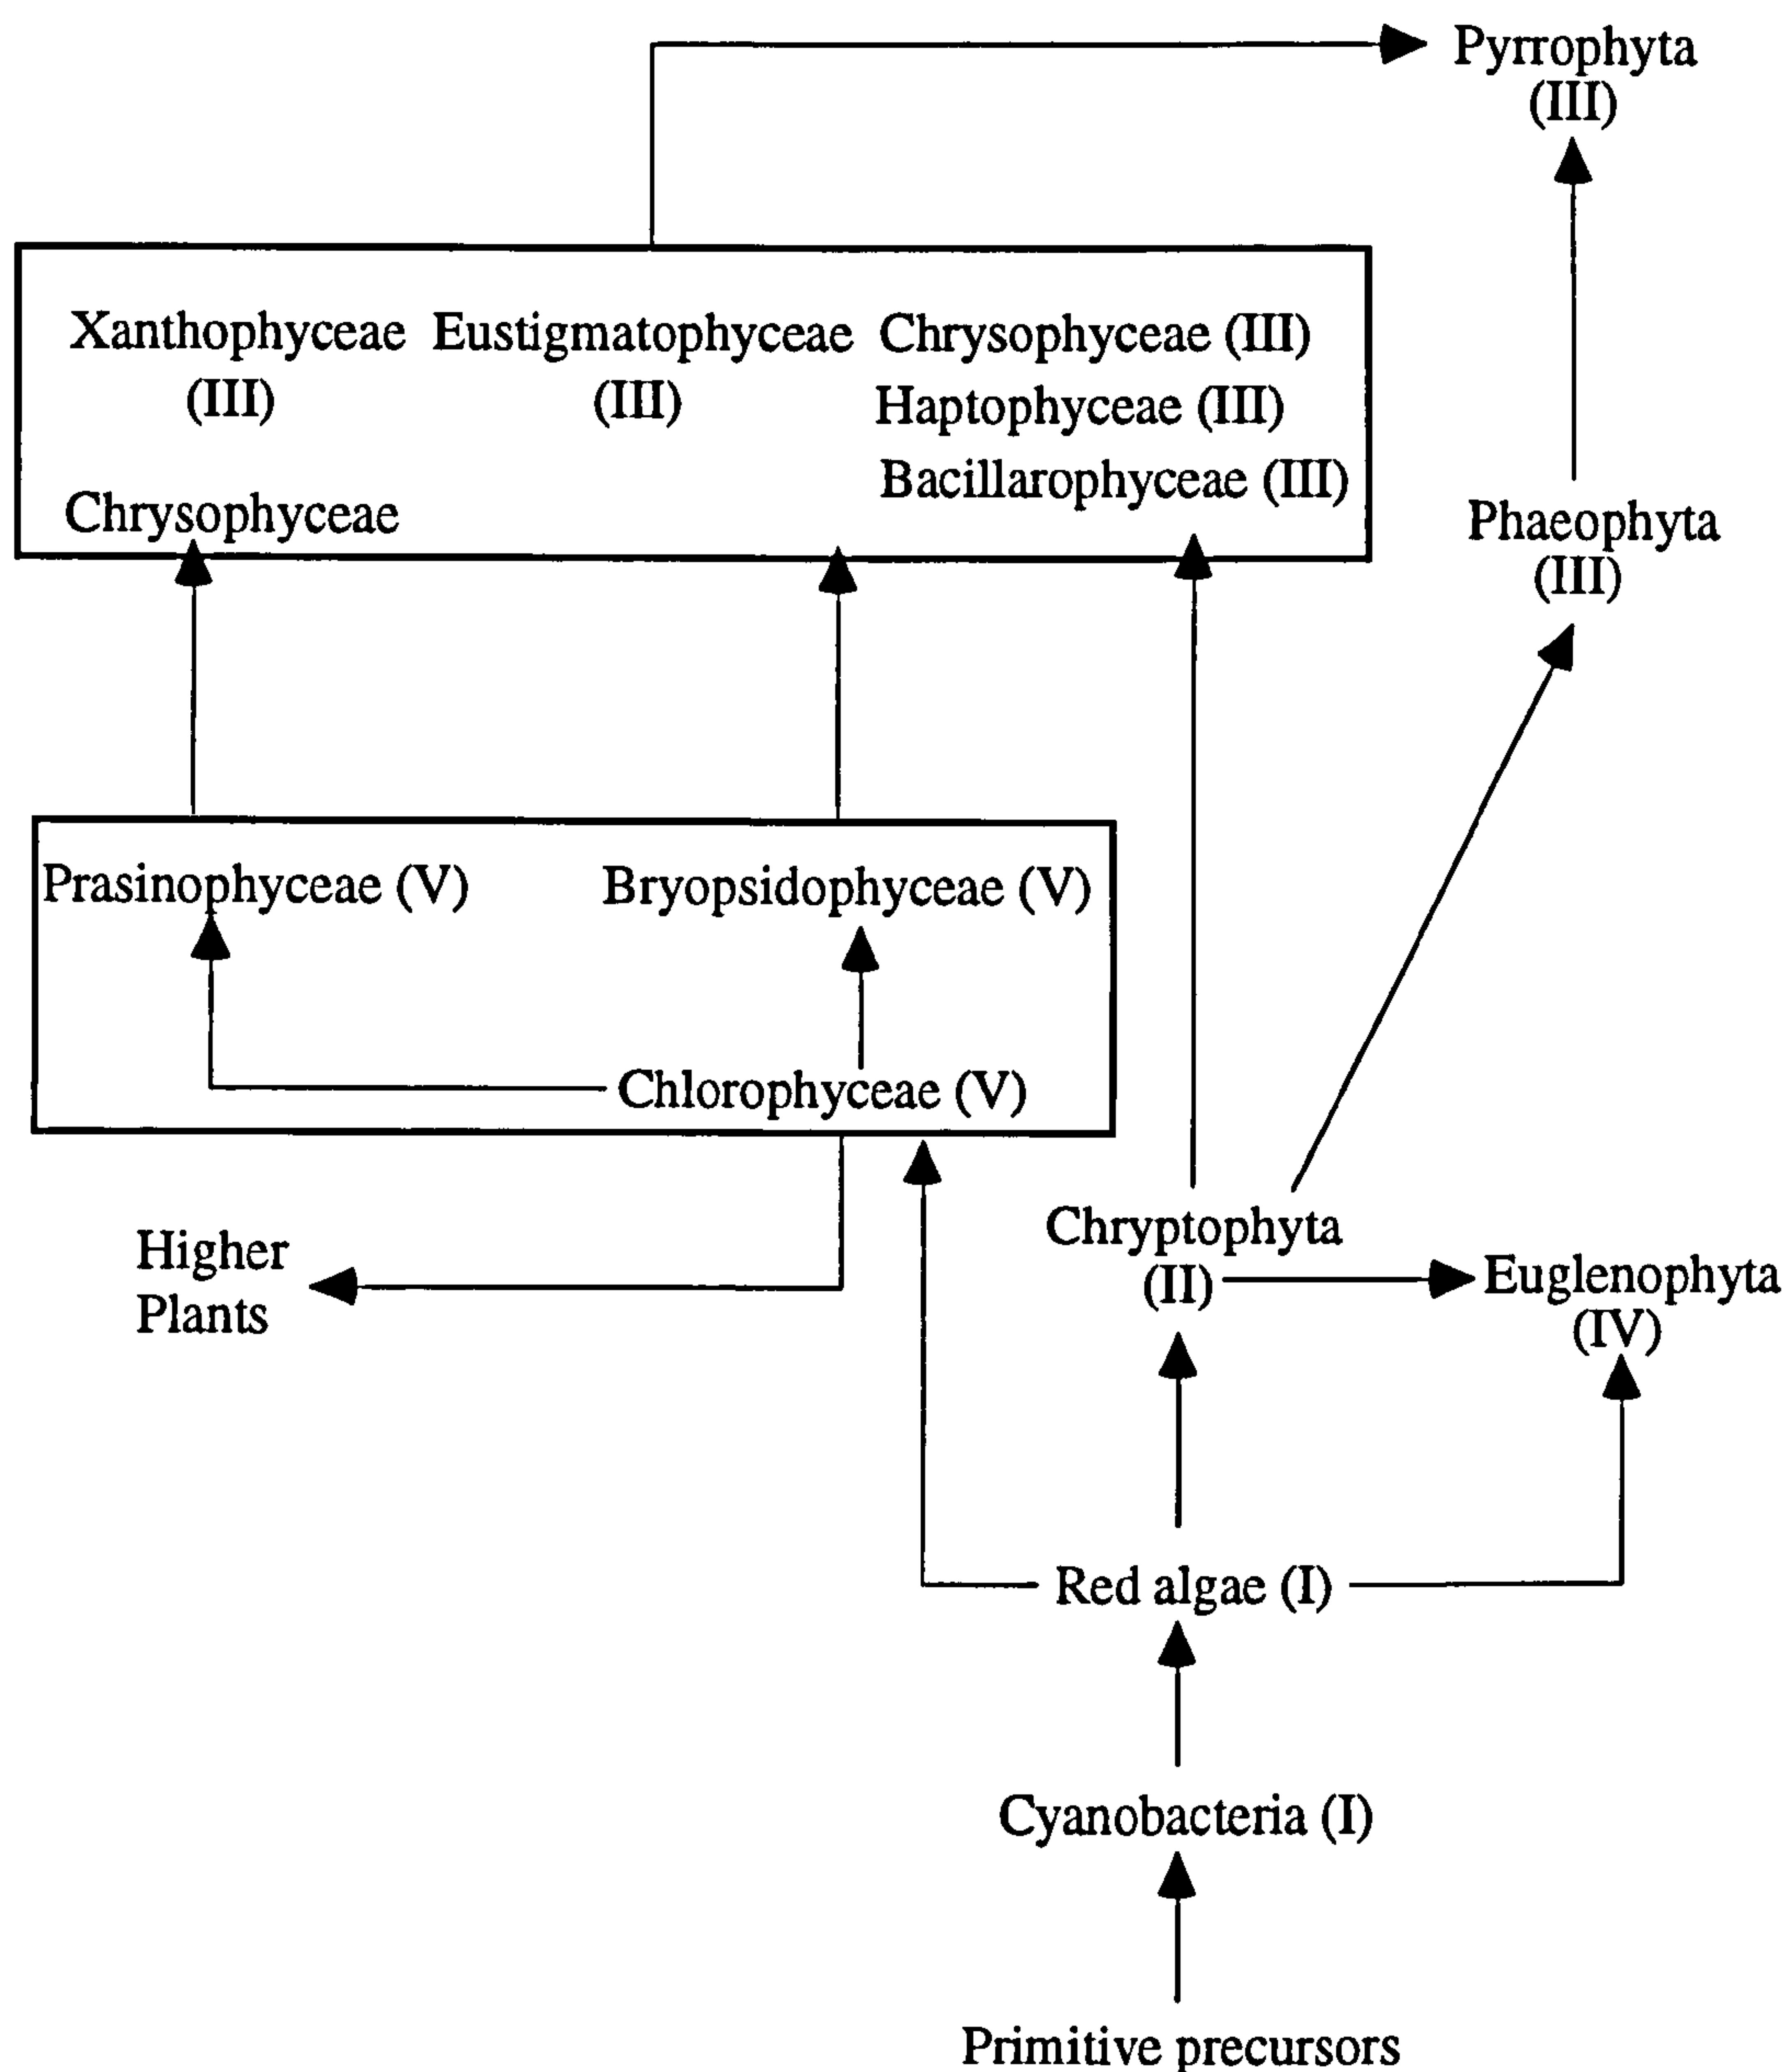 Pyrrophyta
(III)
Xanthophyceae
(III)
Eustigmatophyceae
(III)
Chrysophyceae (III)
Haptophyceae (III)
Bacillarophyceae (III)
Chrysophyceae
Phaeophyta
(III)
Prasinophyceae (V)
Bryopsidophyceae (V)
Chlorophyceae (V)
Higher
Plants
Chryptophyta
(II)
Euglenophyta
(IV)
Red algae (I)
Cyanobacteria (I)
Primitive precursors